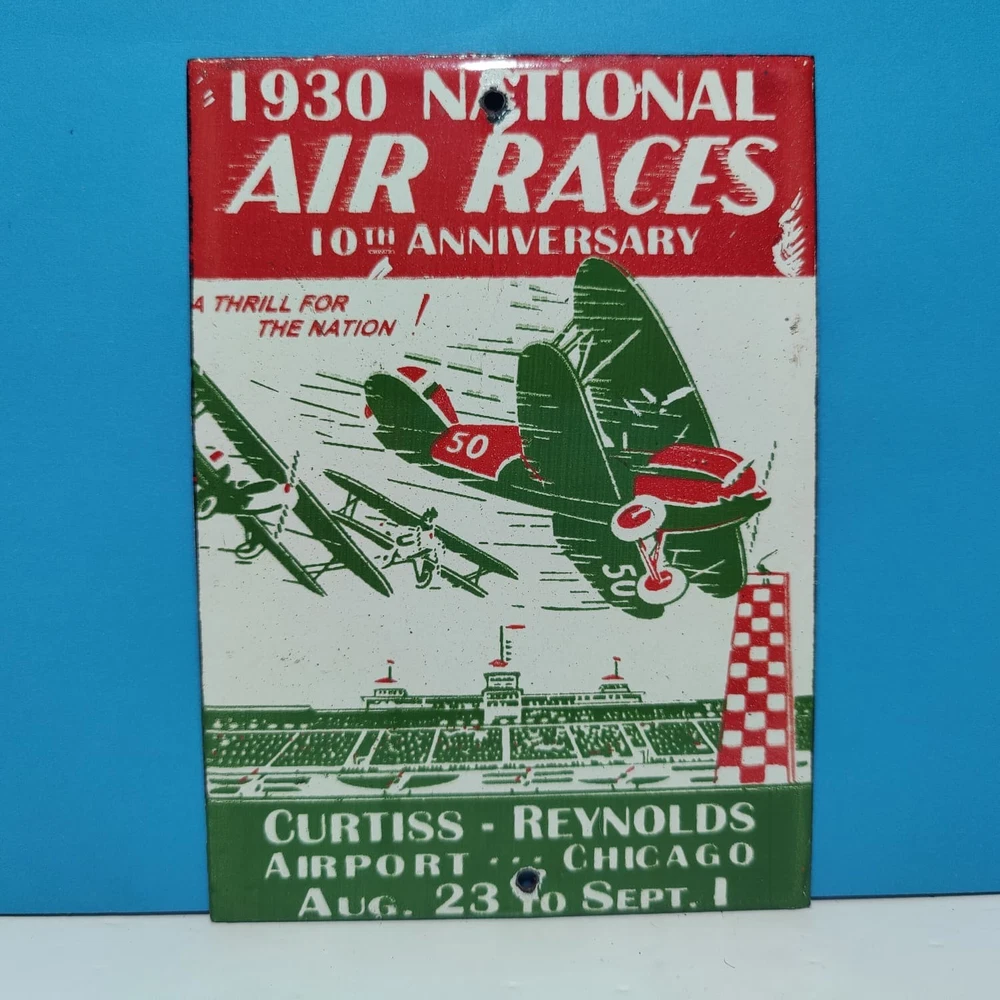 1930 NATIONAL
AIR RACES
10TH ANNIVERSARY
A THRILL FOR
THE NATION !
50
50
CURTISS - REYNOLDS
AIRPORT ··· CHICAGO
AUG. 23 TO SEPT. 1